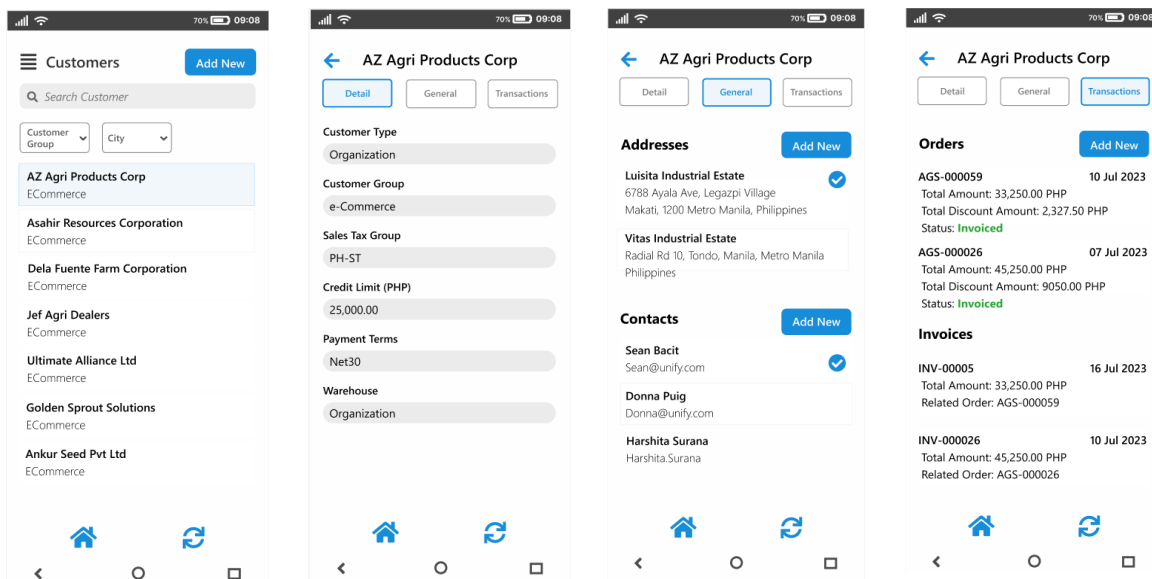 70% 09:08
Customers
Add New
Search Customer
Customer Group
City
AZ Agri Products Corp
ECommerce
Asahir Resources Corporation
ECommerce
Dela Fuente Farm Corporation
ECommerce
Jef Agri Dealers
ECommerce
Ultimate Alliance Ltd
ECommerce
Golden Sprout Solutions
ECommerce
Ankur Seed Pvt Ltd
ECommerce
70% 09:08
AZ Agri Products Corp
Detail General Transactions
Customer Type
Organization
Customer Group
e-Commerce
Sales Tax Group
PH-ST
Credit Limit (PHP)
25,000.00
Payment Terms
Net30
Warehouse
Organization
70% 09:08
AZ Agri Products Corp
Detail General Transactions
Addresses Add New
Luisita Industrial Estate
6788 Ayala Ave, Legazpi Village
Makati, 1200 Metro Manila, Philippines
Vitas Industrial Estate
Radial Rd 10, Tondo, Manila, Metro Manila
Philippines
Contacts Add New
Sean Bacit
Sean@unify.com
Donna Puig
Donna@unify.com
Harshita Surana
Harshita.Surana
70% 09:08
AZ Agri Products Corp
Detail General Transactions
Orders Add New
AGS-000059 10 Jul 2023
Total Amount: 33,250.00 PHP
Total Discount Amount: 2,327.50 PHP
Status: Invoiced
AGS-000026 07 Jul 2023
Total Amount: 45,250.00 PHP
Total Discount Amount: 9050.00 PHP
Status: Invoiced
Invoices
INV-00005 16 Jul 2023
Total Amount: 33,250.00 PHP
Related Order: AGS-000059
INV-000026 10 Jul 2023
Total Amount: 45,250.00 PHP
Related Order: AGS-000026